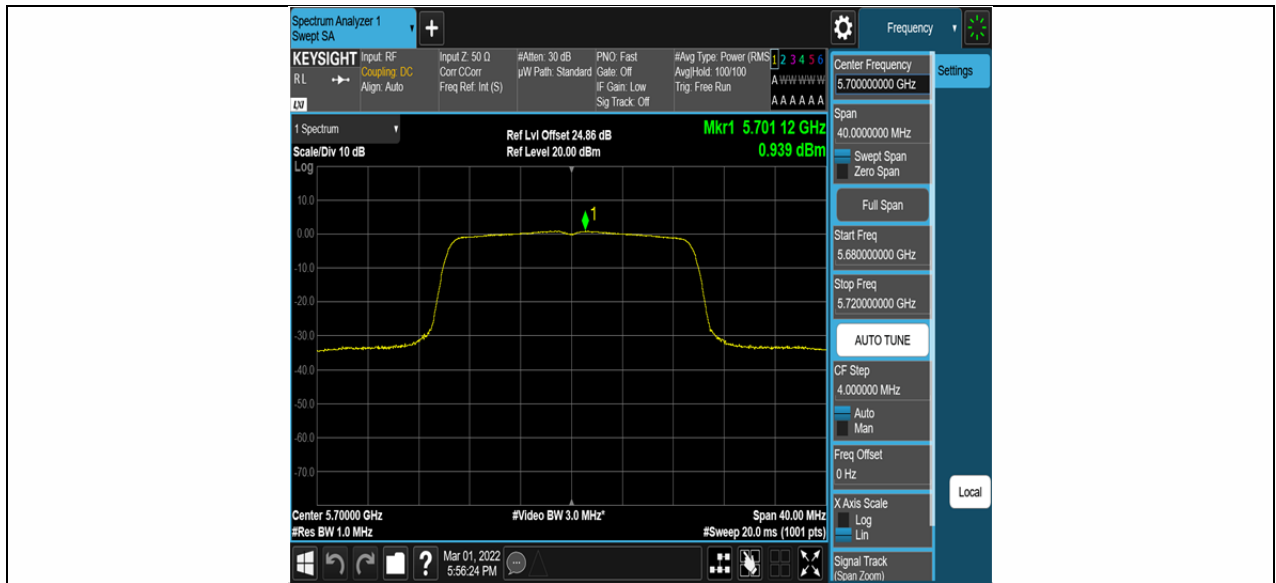 Spectrum Analyzer 1
Swept SA
+
Frequency
KEYSIGHT
RL
LXI
Input: RF
Coupling: DC
Align: Auto
Input Z: 50 Ω
Corr CCorr
Freq Ref: Int (S)
#Atten: 30 dB
µW Path: Standard
PNO: Fast
Gate: Off
IF Gain: Low
Sig Track: Off
#Avg Type: Power (RMS
Avg|Hold: 100/100
Trig: Free Run
1 2 3 4 5 6
A W W W W W
A A A A A A
Center Frequency
5.700000000 GHz
Settings
Span
40.0000000 MHz
Swept Span
Zero Span
Full Span
Start Freq
5.680000000 GHz
Stop Freq
5.720000000 GHz
AUTO TUNE
CF Step
4.000000 MHz
Auto
Man
Freq Offset
0 Hz
X Axis Scale
Log
Lin
Local
Signal Track
(Span Zoom)
1 Spectrum
Scale/Div 10 dB
Ref Lvl Offset 24.86 dB
Ref Level 20.00 dBm
Mkr1 5.701 12 GHz
0.939 dBm
Log
1
10.0
0.00
-10.0
-20.0
-30.0
-40.0
-50.0
-60.0
-70.0
Center 5.70000 GHz
#Res BW 1.0 MHz
#Video BW 3.0 MHz*
Span 40.00 MHz
#Sweep 20.0 ms (1001 pts)
?
Mar 01, 2022
5:56:24 PM